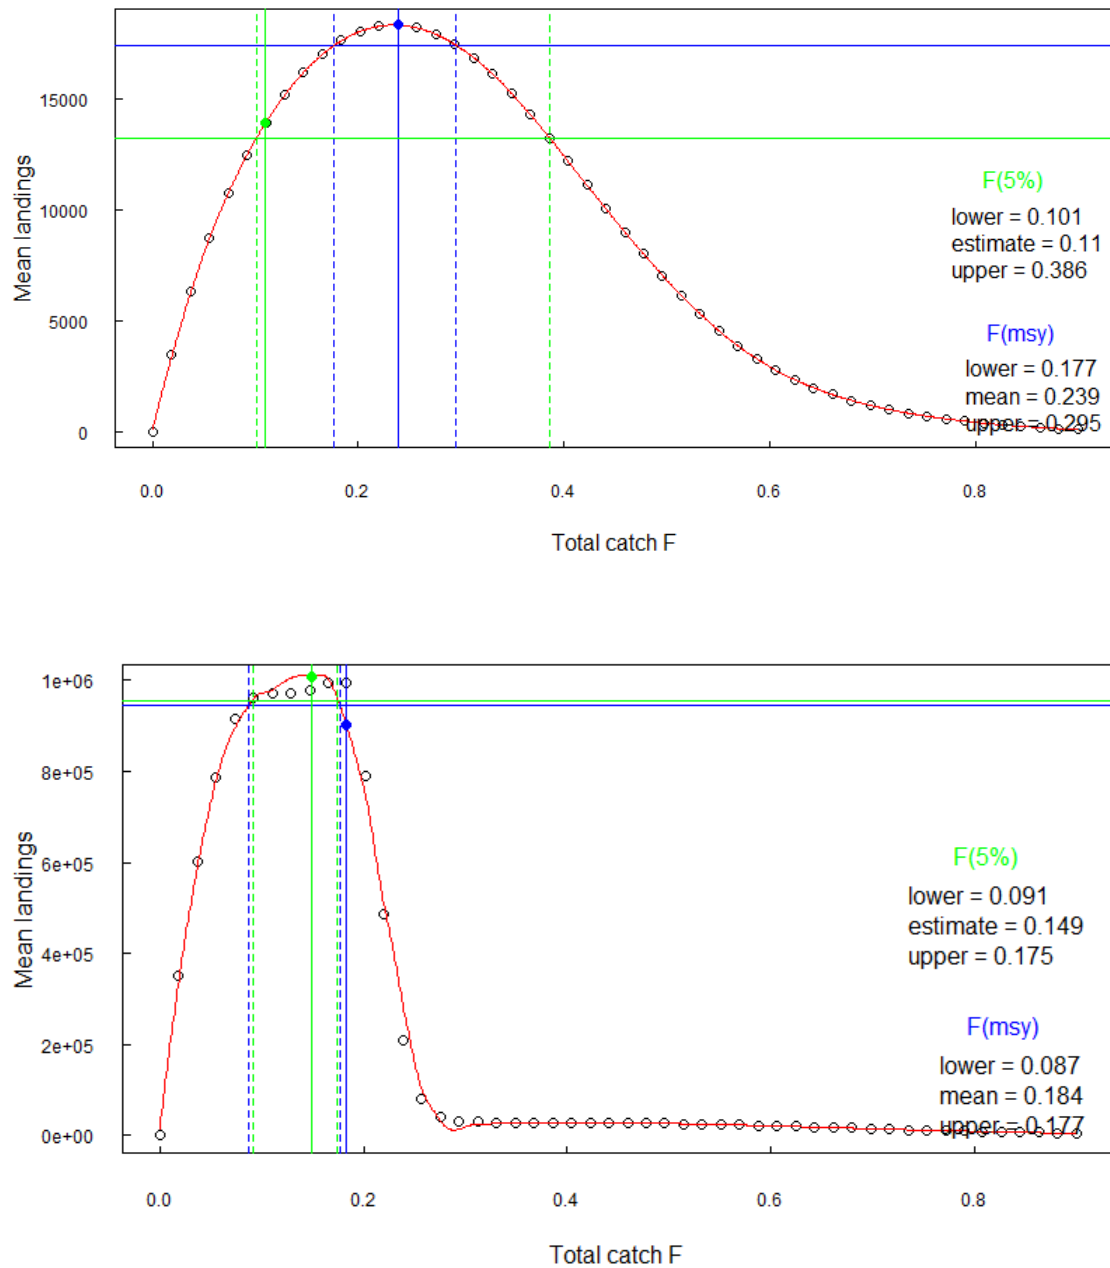 Mean landings
15000
10000
5000
0
F(5%)
lower = 0.101
estimate = 0.11
upper = 0.386
F(msy)
lower = 0.177
mean = 0.239
upper = 0.295
0.0 0.2 0.4 0.6 0.8
Total catch F
Mean landings
1e+06
8e+05
6e+05
4e+05
2e+05
0e+00
F(5%)
lower = 0.091
estimate = 0.149
upper = 0.175
F(msy)
lower = 0.087
mean = 0.184
upper = 0.177
0.0 0.2 0.4 0.6 0.8
Total catch F